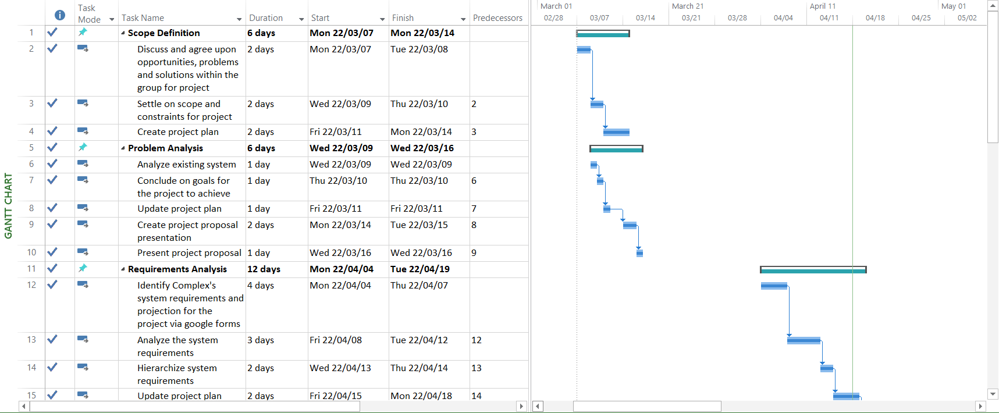 March 01 March 21 April 11 May 01
Task
Mode Task Name Duration Start Finish Predecessors 02/28 03/07 03/14 03/21 03/28 04/04 04/11 04/18 04/25 05/02
1 Scope Definition 6 days Mon 22/03/07 Mon 22/03/14
2 Discuss and agree upon 2 days Mon 22/03/07 Tue 22/03/08
opportunities, problems
and solutions within the
group for project
3 Settle on scope and 2 days Wed 22/03/09 Thu 22/03/10 2
constraints for project
4 Create project plan 2 days Fri 22/03/11 Mon 22/03/14 3
5 Problem Analysis 6 days Wed 22/03/09 Wed 22/03/16
6 Analyze existing system 1 day Wed 22/03/09 Wed 22/03/09
7 Conclude on goals for 1 day Thu 22/03/10 Thu 22/03/10 6
the project to achieve
8 Update project plan 1 day Fri 22/03/11 Fri 22/03/11 7
9 Create project proposal 2 days Mon 22/03/14 Tue 22/03/15 8
presentation
10 Present project proposal 1 day Wed 22/03/16 Wed 22/03/16 9
11 Requirements Analysis 12 days Mon 22/04/04 Tue 22/04/19
12 Identify Complex's 4 days Mon 22/04/04 Thu 22/04/07
system requirements and
projection for the
project via google forms
13 Analyze the system 3 days Fri 22/04/08 Tue 22/04/12 12
requirements
14 Hierarchize system 2 days Wed 22/04/13 Thu 22/04/14 13
requirements
15 Update project plan 2 days Fri 22/04/15 Mon 22/04/18 14
GANTT CHART